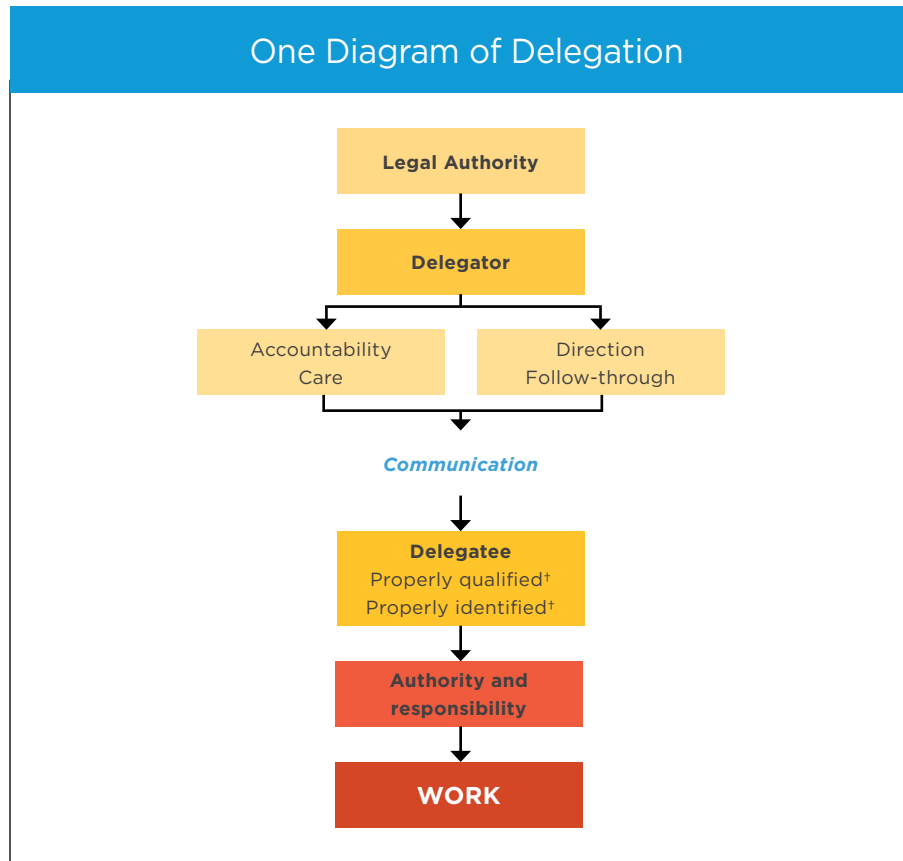 One Diagram of Delegation
Legal Authority
Delegator
Accountability
Care
Direction
Follow-through
Communication
Delegatee
Properly qualified†
Properly identified†
Authority and
responsibility
WORK